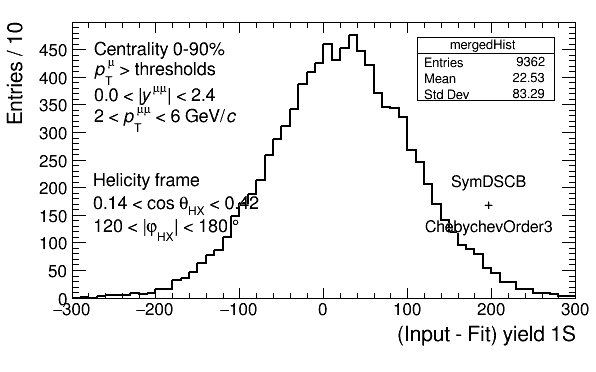 Entries / 10
450
400
350
300
250
200
150
100
50
0
Centrality 0-90%
p_T^μ > thresholds
0.0 < |y^μμ| < 2.4
2 < p_T^μμ < 6 GeV/c
Helicity frame
0.14 < cos θ_HX < 0.42
120 < |φ_HX| < 180 °
mergedHist
Entries 9362
Mean 22.53
Std Dev 83.29
SymDSCB
+
ChebychevOrder3
−300 −200 −100 0 100 200 300
(Input - Fit) yield 1S